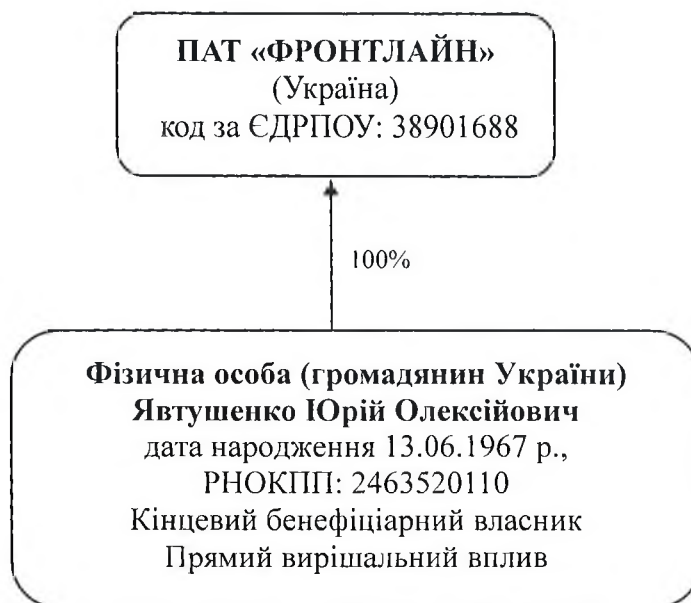 ПАТ «ФРОНТЛАЙН»
(Україна)
код за ЄДРПОУ: 38901688
100%
Фізична особа (громадянин України)
Явтушенко Юрій Олексійович
дата народження 13.06.1967 р.,
РНОКПП: 2463520110
Кінцевий бенефіціарний власник
Прямий вирішальний вплив